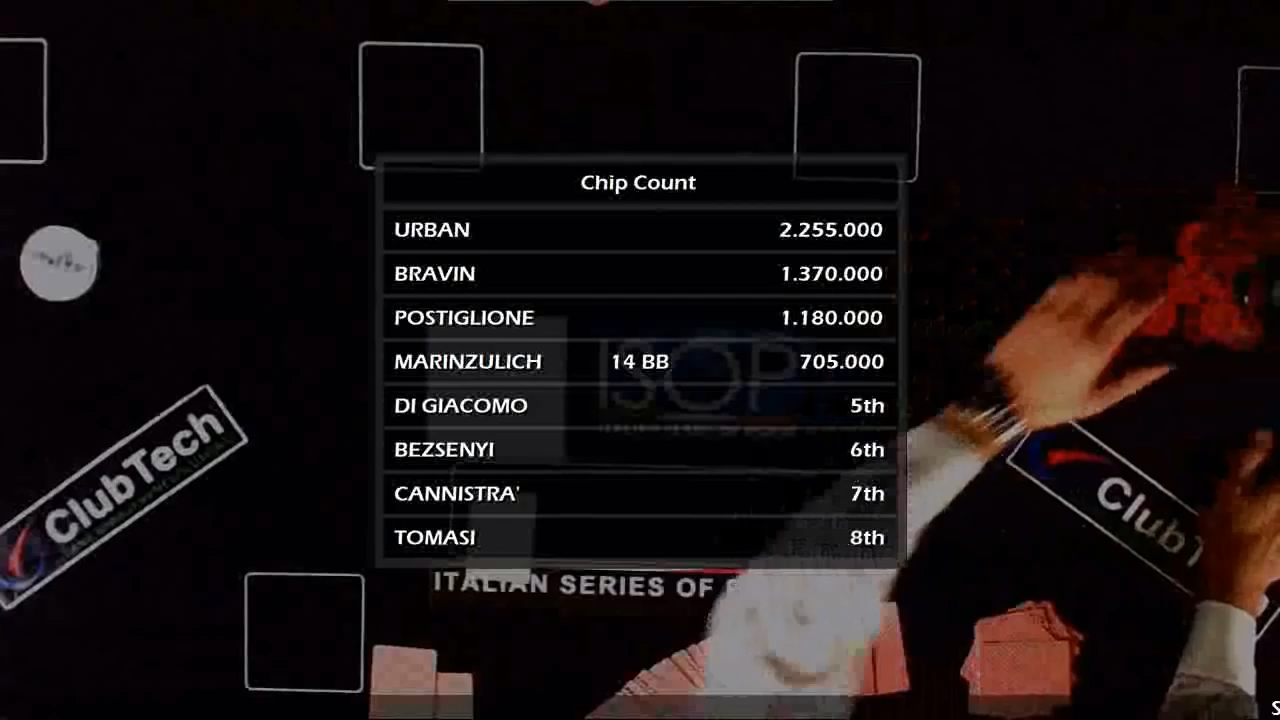 Chip Count
URBAN 2.255.000
BRAVIN 1.370.000
POSTIGLIONE 1.180.000
MARINZULICH 14 BB 705.000
DI GIACOMO 5th
BEZSENYI 6th
CANNISTRA' 7th
TOMASI 8th
ISOP
ClubTech
ClubT
ITALIAN SERIES OF